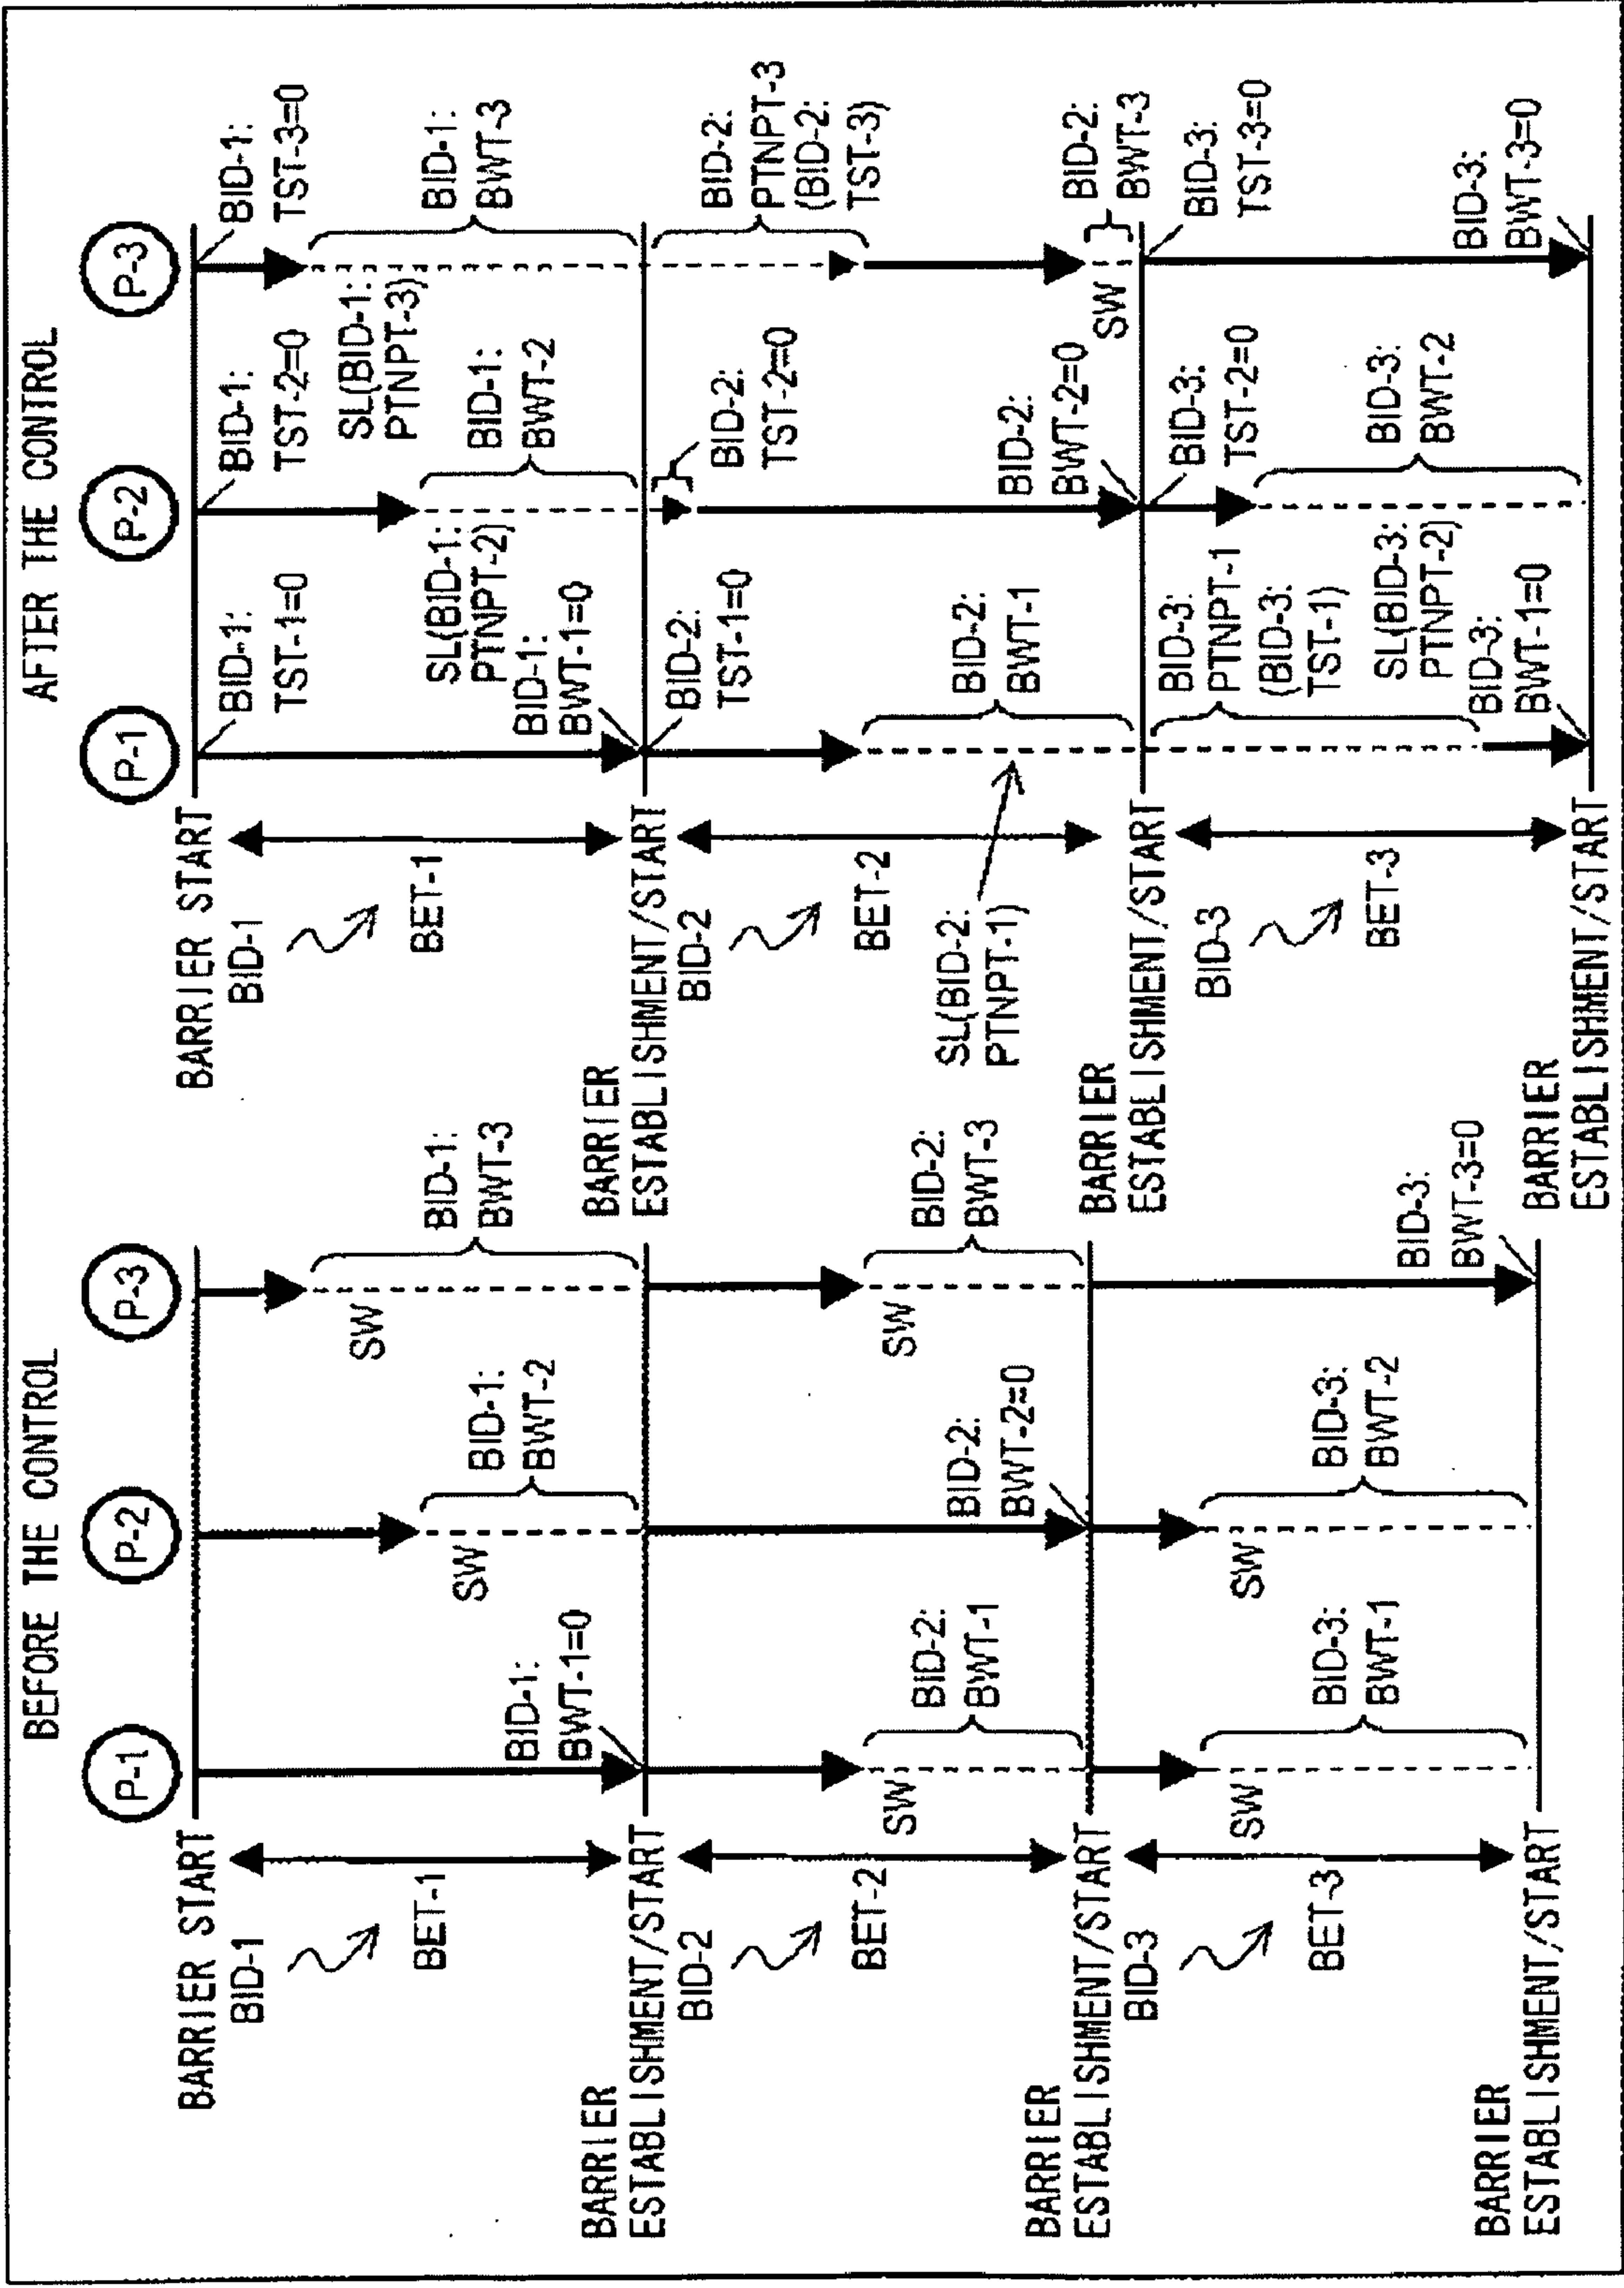 BEFORE THE CONTROL
P-1
P-2
P-3
BARRIER START
BID-1
BET-1
BID-1:
BWT-1=0
SW
BID-1:
BWT-2
SW
BID-1:
BWT-3
BARRIER
ESTABLISHMENT/START
BID-2
BET-2
SW
BID-2:
BWT-1
BID-2:
BWT-2=0
SW
BID-2:
BWT-3
BARRIER
ESTABLISHMENT/START
BID-3
BET-3
SW
BID-3:
BWT-1
SW
BID-3:
BWT-2
BID-3:
BWT-3=0
BARRIER
ESTABLISHMENT/START
AFTER THE CONTROL
P-1
P-2
P-3
BARRIER START
BID-1
BET-1
BID-1:
TST-1=0
BID-1:
TST-2=0
BID-1:
TST-3=0
SL(BID-1:
PTNPT-2)
BID-1:
BWT-1=0
SL(BID-1:
PTNPT-3)
BID-1:
BWT-2
BID-1:
BWT-3
BARRIER
ESTABLISHMENT/START
BID-2
BET-2
BID-2:
TST-1=0
BID-2:
TST-2=0
BID-2:
PTNPT-3
(BID-2:
TST-3)
SL(BID-2:
PTNPT-1)
BID-2:
BWT-1
BID-2:
BWT-2=0
SW
BID-2:
BWT-3
BARRIER
ESTABLISHMENT/START
BID-3
BET-3
BID-3:
PTNPT-1
(BID-3:
TST-1)
BID-3:
TST-2=0
BID-3:
TST-3=0
SL(BID-3:
PTNPT-2)
BID-3:
BWT-1=0
BID-3:
BWT-2
BID-3:
BWT-3=0
BARRIER
ESTABLISHMENT/START